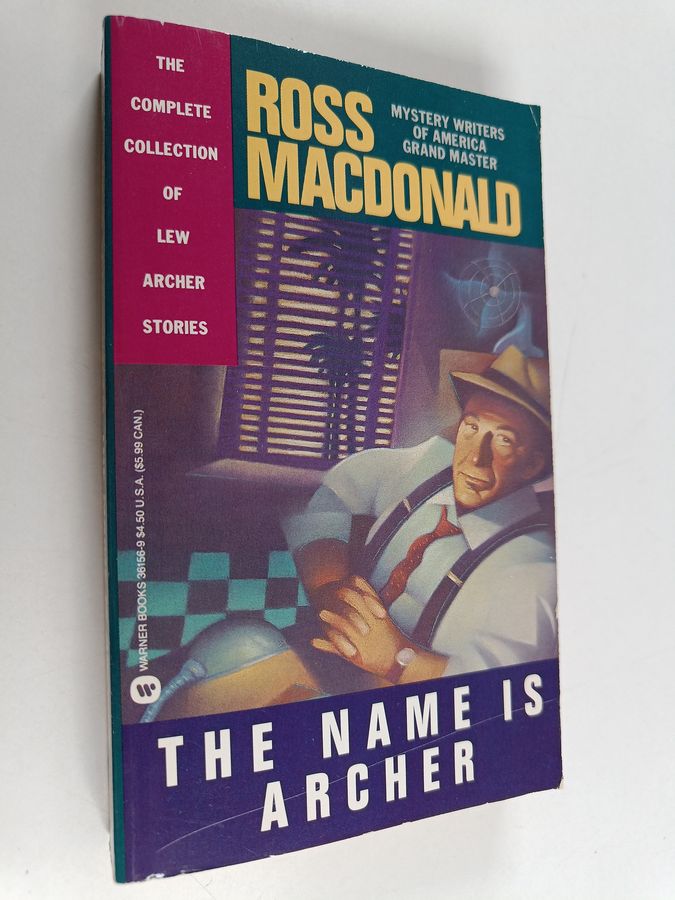 THE
COMPLETE
COLLECTION
OF
LEW
ARCHER
STORIES
ROSS
MACDONALD
MYSTERY WRITERS
OF AMERICA
GRAND MASTER
WARNER BOOKS 36156-9 $4.50 U.S.A. ($5.99 CAN.)
THE NAME IS
ARCHER